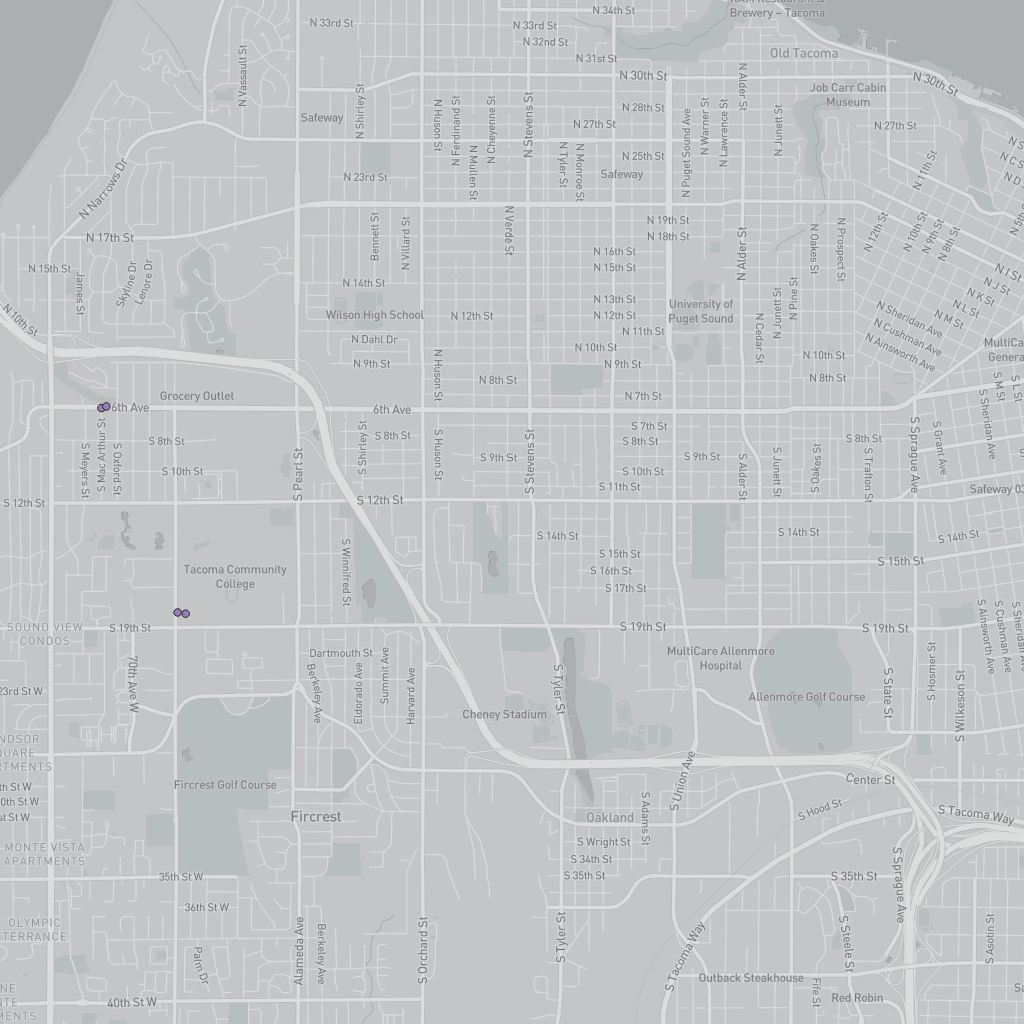 N 34th St
RAM Restaurant &
Brewery – Tacoma
N 33rd St
N 33rd St
N 32nd St
Old Tacoma
N Vassault St
N 31st St
N 30th St
N 30th St
N Alder St
Job Carr Cabin
Museum
N Shirley St
Safeway
N Huson St
N Ferdinand St
N Cheyenne St
N Stevens St
N 28th St
N Puget Sound Ave
N Warner St
N Lawrence St
N Junett St
N 27th St
N 27th St
N Mullen St
N Tyler St
N Monroe St
N 25th St
Safeway
N 11th St
N Narrows Dr
N 23rd St
N 19th St
N 17th St
Bennett St
N Villard St
N Verde St
N 18th St
N Alder St
N Oakes St
N Prospect St
N 12th St
N 10th St
N 9th St
N 8th St
N 16th St
N 15th St
N 15th St
James St
Skyline Dr
Lenore Dr
N 14th St
N I St
N J St
N K St
N L St
N M St
N 10th St
Wilson High School
N 12th St
N 13th St
N 12th St
N 11th St
University of
Puget Sound
N Cedar St
N Junett St
N Pine St
N Sheridan Ave
N Cushman Ave
N Ainsworth Ave
N Dahl Dr
N 9th St
N Huson St
N 10th St
N 9th St
N 10th St
N 8th St
N 8th St
N 7th St
Grocery Outlet
6th Ave
6th Ave
S M St
S L St
S Sheridan Ave
S Meyers St
S Mac Arthur St
S Oxford St
S 8th St
S 10th St
S Pearl St
S Shirley St
S 8th St
S Huson St
S 9th St
S Stevens St
S 7th St
S 8th St
S 10th St
S 9th St
S Alder St
S Junett St
S Oakes St
S 8th St
S Trafton St
S Sprague Ave
S Grant Ave
S 12th St
S 12th St
S 11th St
S 14th St
S 14th St
S 14th St
S 15th St
S 15th St
S 16th St
S 17th St
S Winnifred St
Tacoma Community
College
S 19th St
S 19th St
S 19th St
SOUND VIEW
CONDOS
S Ainsworth Ave
S Cushman Ave
70th Ave W
Dartmouth St
Berkeley Ave
Eldorado Ave
Summit Ave
Harvard Ave
S Tyler St
MultiCare Allenmore
Hospital
Allenmore Golf Course
S State St
S Hosmer St
S Wilkeson St
Cheney Stadium
Fircrest Golf Course
Fircrest
S Union Ave
Center St
S Hood St
S Tacoma Way
Oakland
S Adams St
S Wright St
S 34th St
S 35th St
S 35th St
S Sprague Ave
MONTE VISTA
APARTMENTS
35th St W
36th St W
OLYMPIC
TERRANCE
Palm Dr
Alameda Ave
Berkeley Ave
S Orchard St
S Tyler St
S Tacoma Way
S Steele St
S Asotin St
Outback Steakhouse
Fife St
Red Robin
40th St W